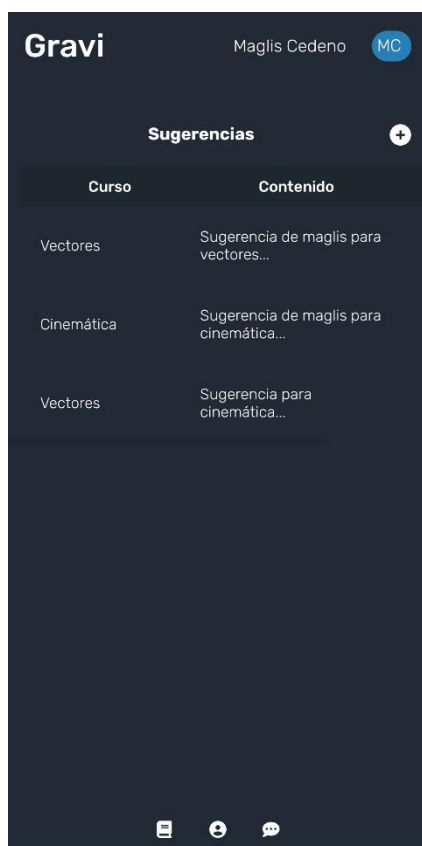 Gravi
Maglis Cedeno
MC
Sugerencias
Curso Contenido
Vectores
Sugerencia de maglis para
vectores...
Cinemática
Sugerencia de maglis para
cinemática...
Vectores
Sugerencia para
cinemática...